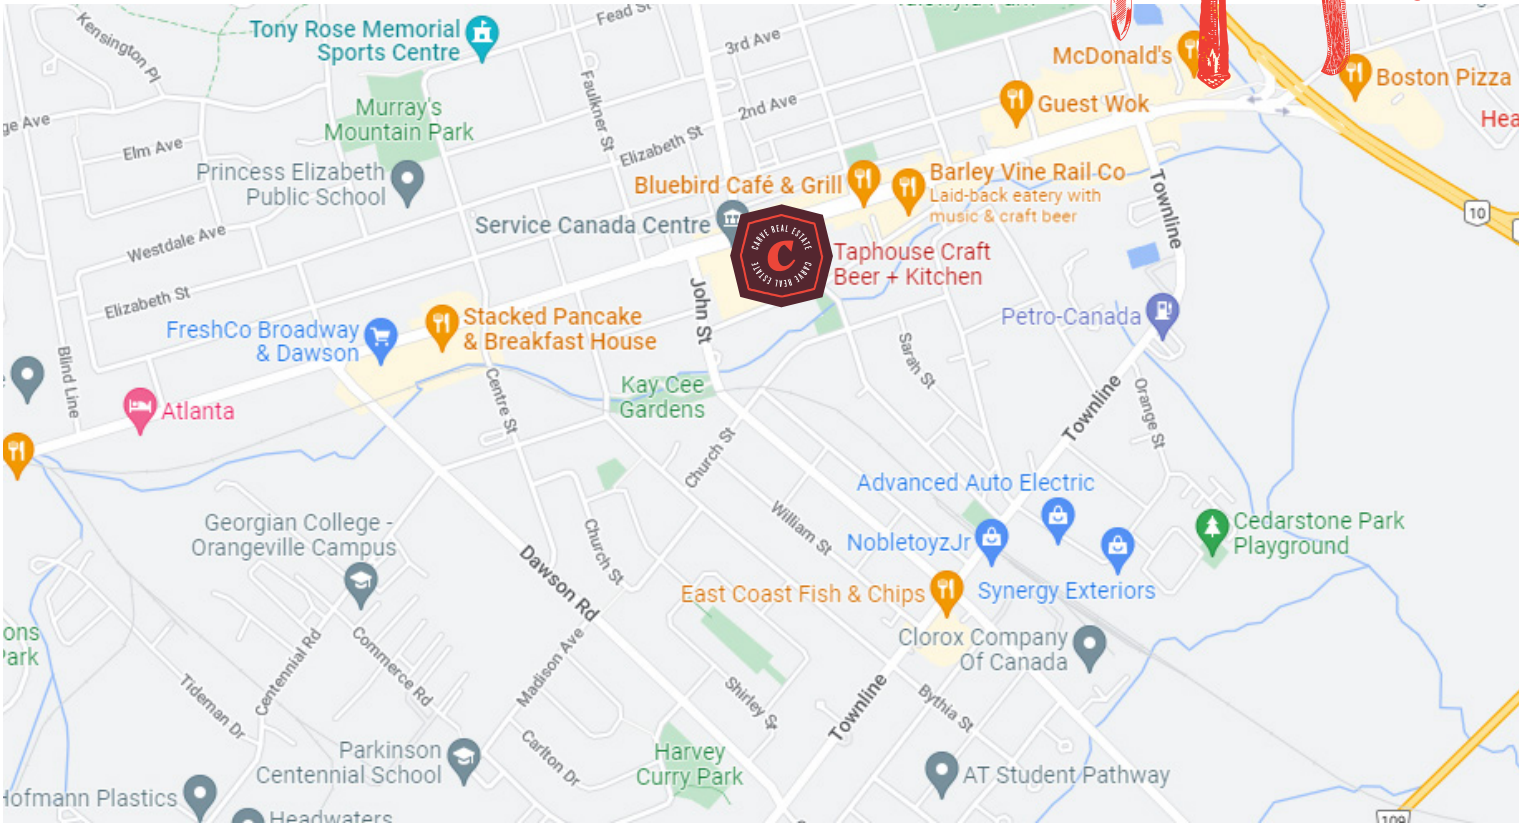 Fead St
Tony Rose Memorial
Sports Centre
Kensington Pl
3rd Ave
McDonald's
Boston Pizza
Faulkner St
Murray's
Mountain Park
2nd Ave
Guest Wok
Hea
ge Ave
Elm Ave
Elizabeth St
Princess Elizabeth
Public School
Bluebird Café & Grill
Barley Vine Rail Co
Laid-back eatery with
music & craft beer
Townline
10
Service Canada Centre
Westdale Ave
CARVE REAL ESTATE
C
CARVE REAL ESTATE
Taphouse Craft
Beer + Kitchen
Elizabeth St
John St
Petro-Canada
FreshCo Broadway
& Dawson
Stacked Pancake
& Breakfast House
Sarah St
Blind Line
Atlanta
Centre St
Kay Cee
Gardens
Townline
Orange St
Church St
Advanced Auto Electric
Georgian College -
Orangeville Campus
William St
NobletoyzJr
Cedarstone Park
Playground
Church St
Dawson Rd
East Coast Fish & Chips
Synergy Exteriors
ons
Park
Clorox Company
Of Canada
Centennial Rd
Commerce Rd
Madison Ave
Tideman Dr
Shirley St
Townline
Bythia St
Parkinson
Centennial School
Carlton Dr
Harvey
Curry Park
AT Student Pathway
Hofmann Plastics
Headwaters
109